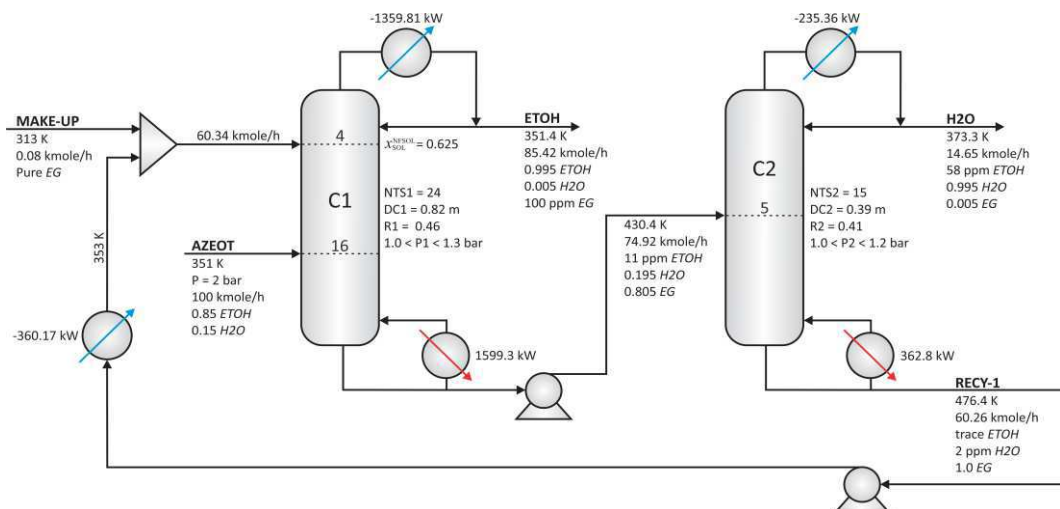 -1359.81 kW
-235.36 kW
MAKE-UP
313 K
0.08 kmole/h
Pure EG
60.34 kmole/h
4
x_SOL^NFSOL = 0.625
ETOH
351.4 K
85.42 kmole/h
0.995 ETOH
0.005 H2O
100 ppm EG
H2O
373.3 K
14.65 kmole/h
58 ppm ETOH
0.995 H2O
0.005 EG
C1
NTS1 = 24
DC1 = 0.82 m
R1 = 0.46
1.0 < P1 < 1.3 bar
C2
NTS2 = 15
DC2 = 0.39 m
R2 = 0.41
1.0 < P2 < 1.2 bar
5
430.4 K
74.92 kmole/h
11 ppm ETOH
0.195 H2O
0.805 EG
353 K
AZEOT
351 K
P = 2 bar
100 kmole/h
0.85 ETOH
0.15 H2O
16
-360.17 kW
1599.3 kW
362.8 kW
RECY-1
476.4 K
60.26 kmole/h
trace ETOH
2 ppm H2O
1.0 EG